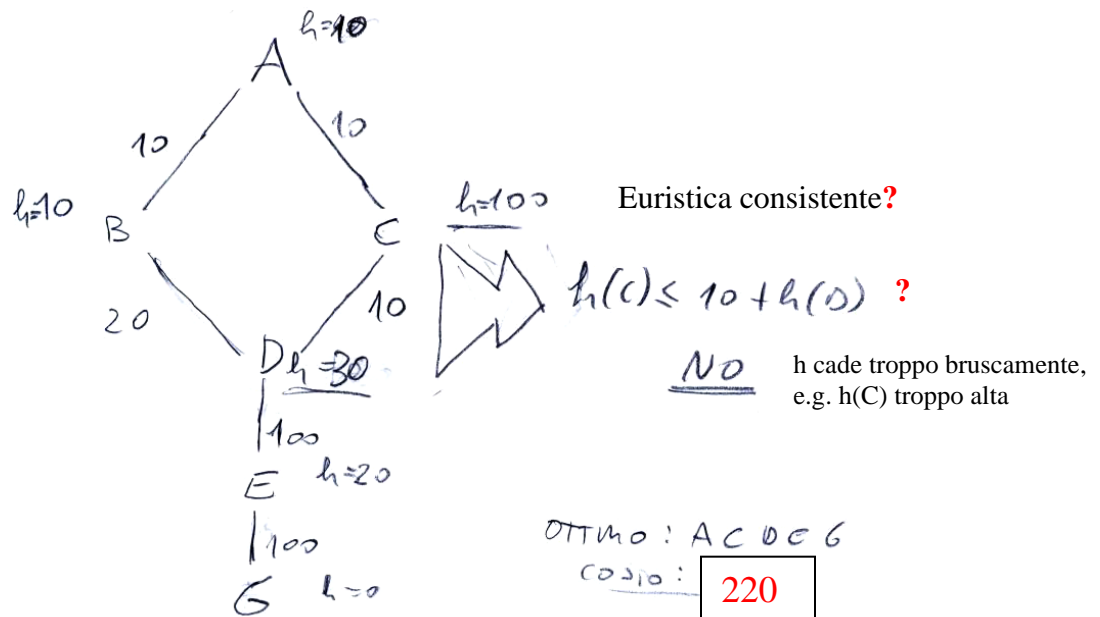 h=10
A
10
10
h=10
B
C
h=100
Euristica consistente?
h(C) ≤ 10 + h(D) ?
20
10
D h=30
NO
h cade troppo bruscamente,
e.g. h(C) troppo alta
100
E h=20
100
G h=0
OTTIMO: A C D E G
COSTO: 220